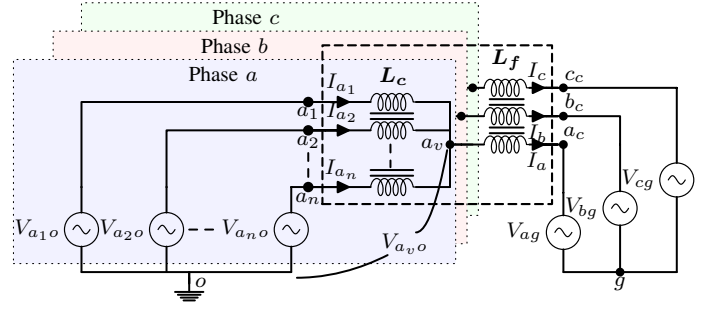 Phase c
Phase b
Phase a
L_c
L_f
I_{a_1}
I_{a_2}
I_{a_n}
a_1
a_2
a_n
a_v
I_c
I_b
I_a
c_c
b_c
a_c
V_{a_1o}
V_{a_2o}
V_{a_no}
V_{a_vo}
V_{ag}
V_{bg}
V_{cg}
o
g